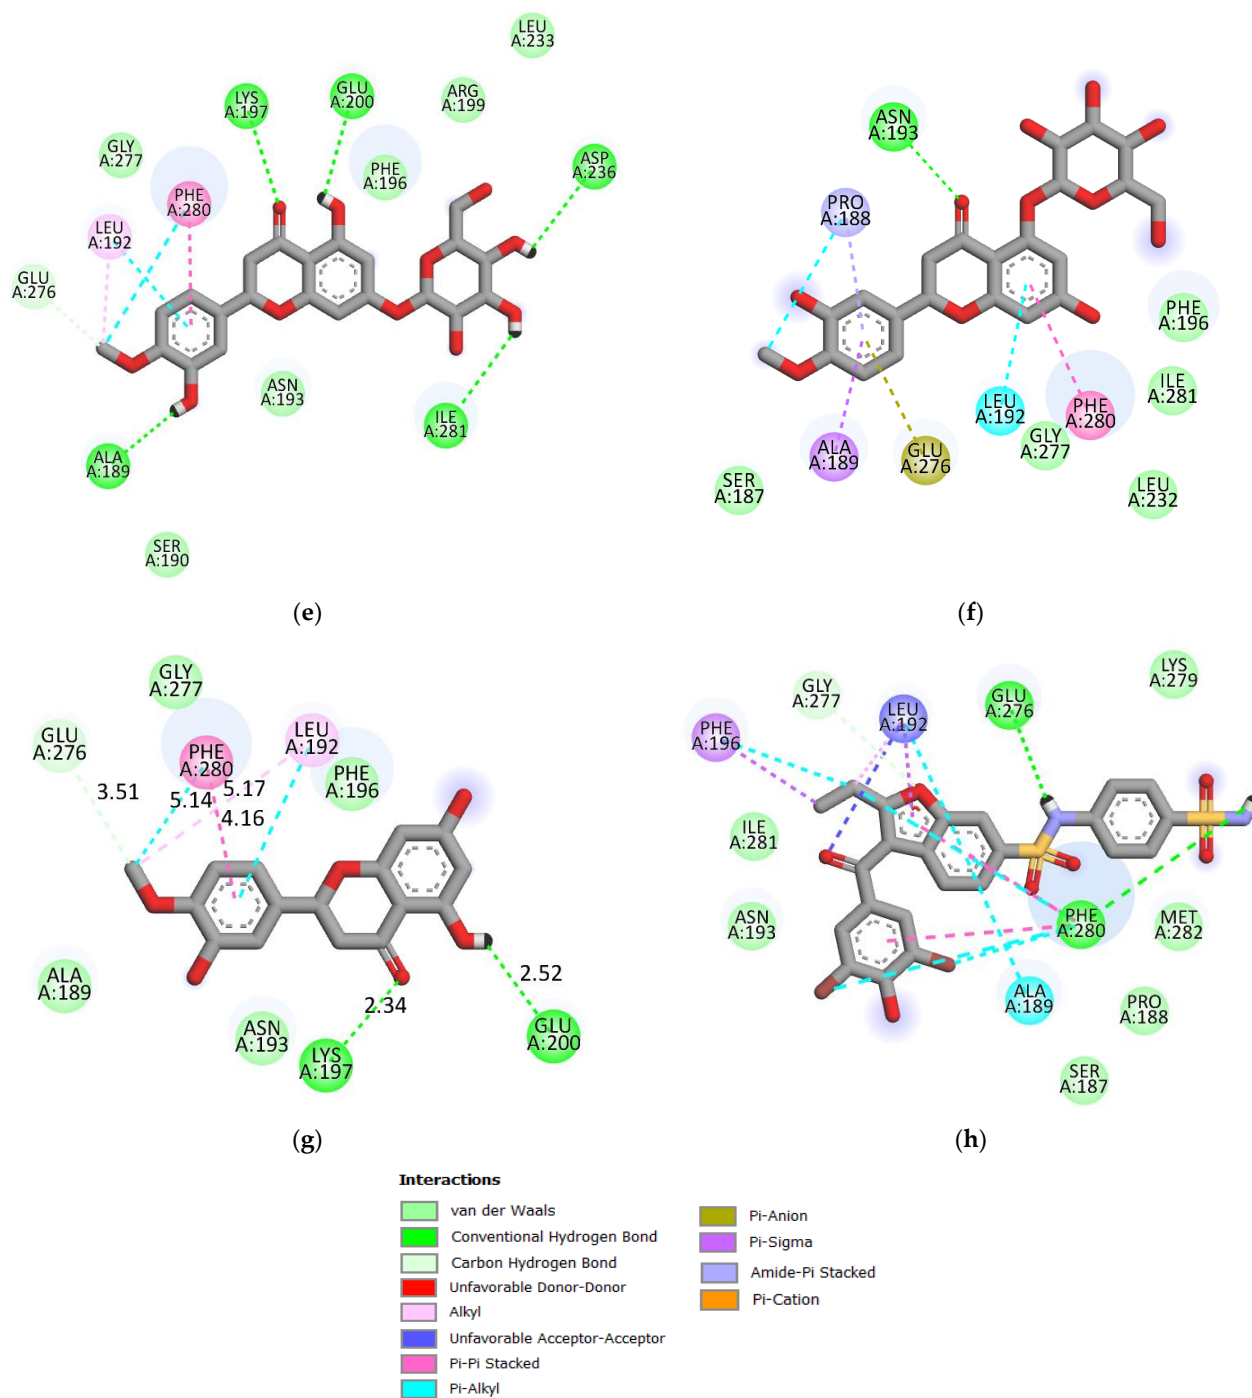 LEU
A:233
LYS
A:197
GLU
A:200
ARG
A:199
GLY
A:277
PHE
A:280
PHE
A:196
ASP
A:236
LEU
A:192
GLU
A:276
ASN
A:193
ILE
A:281
ALA
A:189
SER
A:190
(e)
ASN
A:193
PRO
A:188
PHE
A:196
ILE
A:281
LEU
A:192
PHE
A:280
GLY
A:277
ALA
A:189
GLU
A:276
SER
A:187
LEU
A:232
(f)
GLY
A:277
GLU
A:276
PHE
A:280
LEU
A:192
PHE
A:196
3.51
5.14
5.17
4.16
ALA
A:189
ASN
A:193
2.34
2.52
LYS
A:197
GLU
A:200
(g)
GLY
A:277
LEU
A:192
GLU
A:276
LYS
A:279
PHE
A:196
ILE
A:281
ASN
A:193
PHE
A:280
MET
A:282
ALA
A:189
PRO
A:188
SER
A:187
(h)
Interactions
van der Waals
Conventional Hydrogen Bond
Carbon Hydrogen Bond
Unfavorable Donor-Donor
Alkyl
Unfavorable Acceptor-Acceptor
Pi-Pi Stacked
Pi-Alkyl
Pi-Anion
Pi-Sigma
Amide-Pi Stacked
Pi-Cation